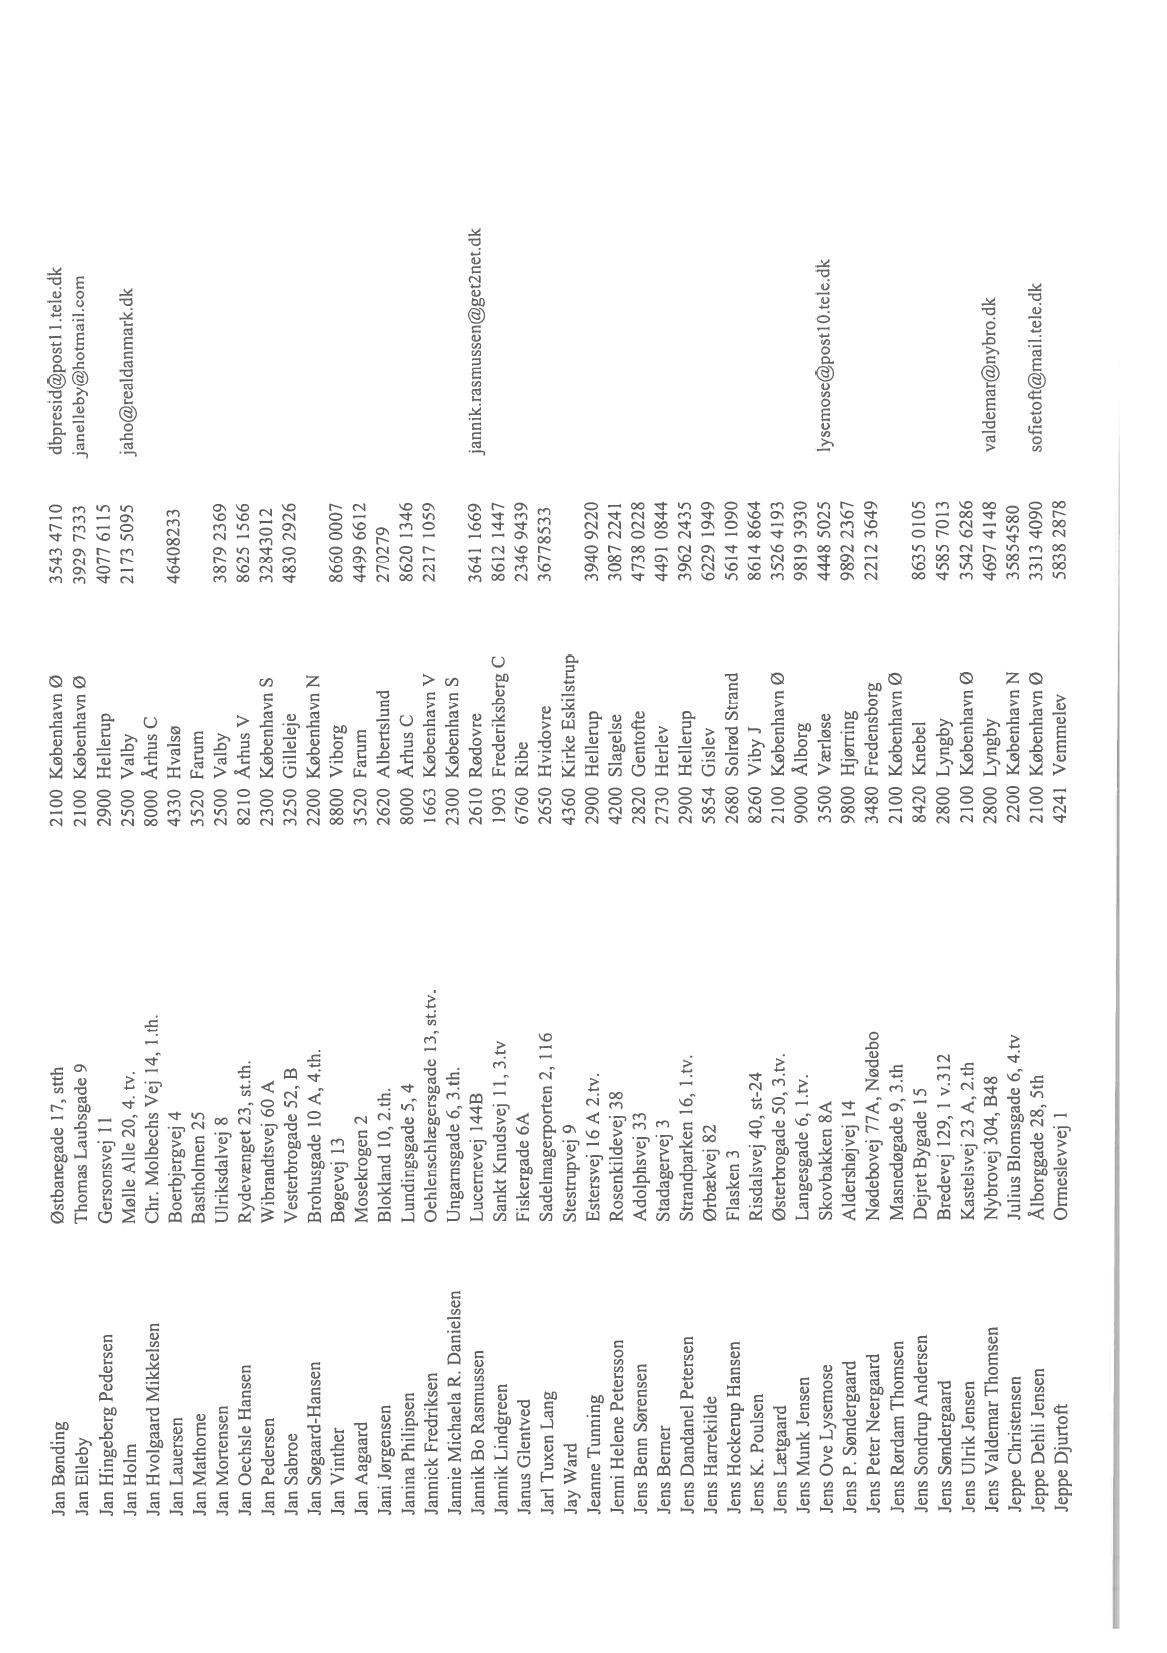 Jan Bønding Østbanegade 17, stth 2100 København Ø 3543 4710 dbpresid@post11.tele.dk
Jan Elleby Thomas Laubsgade 9 2100 København Ø 3929 7333 janelleby@hotmail.com
Jan Hingeberg Pedersen Gersonsvej 11 2900 Hellerup 4077 6115
Jan Holm Mølle Alle 20, 4. tv. 2500 Valby 2173 5095 jaho@realdanmark.dk
Jan Hvolgaard Mikkelsen Chr. Molbechs Vej 14, 1.th. 8000 Århus C
Jan Lauersen Boerbjergvej 4 4330 Hvalsø 46408233
Jan Mathorne Bastholmen 25 3520 Farum
Jan Mortensen Ulriksdalvej 8 2500 Valby 3879 2369
Jan Oechsle Hansen Rydevænget 23, st.th. 8210 Århus V 8625 1566
Jan Pedersen Wibrandtsvej 60 A 2300 København S 32843012
Jan Sabroe Vesterbrogade 52, B 3250 Gilleleje 4830 2926
Jan Søgaard-Hansen Brohusgade 10 A, 4.th. 2200 København N
Jan Vinther Bøgevej 13 8800 Viborg 8660 0007
Jan Aagaard Mosekrogen 2 3520 Farum 4499 6612
Jani Jørgensen Blokland 10, 2.th. 2620 Albertslund 270279
Janina Philipsen Lundingsgade 5, 4 8000 Århus C 8620 1346
Jannick Fredriksen Oehlenschlægersgade 13, st.tv. 1663 København V 2217 1059
Jannie Michaela R. Danielsen Ungarnsgade 6, 3.th. 2300 København S
Jannik Bo Rasmussen Lucernevej 144B 2610 Rødovre 3641 1669 jannik.rasmussen@get2net.dk
Jannik Lindgreen Sankt Knudsvej 11, 3.tv 1903 Frederiksberg C 8612 1447
Janus Glentved Fiskergade 6A 6760 Ribe 2346 9439
Jarl Tuxen Lang Sadelmagerporten 2, 116 2650 Hvidovre 36778533
Jay Ward Stestrupvej 9 4360 Kirke Eskilstrup
Jeanne Tunning Estersvej 16 A 2.tv. 2900 Hellerup 3940 9220
Jenni Helene Petersson Rosenkildevej 38 4200 Slagelse 3087 2241
Jens Benn Sørensen Adolphsvej 33 2820 Gentofte 4738 0228
Jens Berner Stadagervej 3 2730 Herlev 4491 0844
Jens Dandanel Petersen Strandparken 16, 1.tv. 2900 Hellerup 3962 2435
Jens Harrekilde Ørbækvej 82 5854 Gislev 6229 1949
Jens Hockerup Hansen Flasken 3 2680 Solrød Strand 5614 1090
Jens K. Poulsen Risdalsvej 40, st-24 8260 Viby J 8614 8664
Jens Lætgaard Østerbrogade 50, 3.tv. 2100 København Ø 3526 4193
Jens Munk Jensen Langesgade 6, 1.tv. 9000 Ålborg 9819 3930
Jens Ove Lysemose Skovbakken 8A 3500 Værløse 4448 5025 lysemose@post10.tele.dk
Jens P. Søndergaard Aldershøjvej 14 9800 Hjørring 9892 2367
Jens Peter Neergaard Nødebovej 77A, Nødebo 3480 Fredensborg 2212 3649
Jens Rørdam Thomsen Masnedøgade 9, 3.th 2100 København Ø
Jens Sondrup Andersen Dejret Bygade 15 8420 Knebel 8635 0105
Jens Søndergaard Bredevej 129, 1 v.312 2800 Lyngby 4585 7013
Jens Ulrik Jensen Kastelsvej 23 A, 2.th 2100 København Ø 3542 6286
Jens Valdemar Thomsen Nybrovej 304, B48 2800 Lyngby 4697 4148 valdemar@nybro.dk
Jeppe Christensen Julius Blomsgade 6, 4.tv 2200 København N 35854580
Jeppe Dehli Jensen Ålborggade 28, 5th 2100 København Ø 3313 4090 sofietoft@mail.tele.dk
Jeppe Djurtoft Ormeslevvej 1 4241 Vemmelev 5838 2878